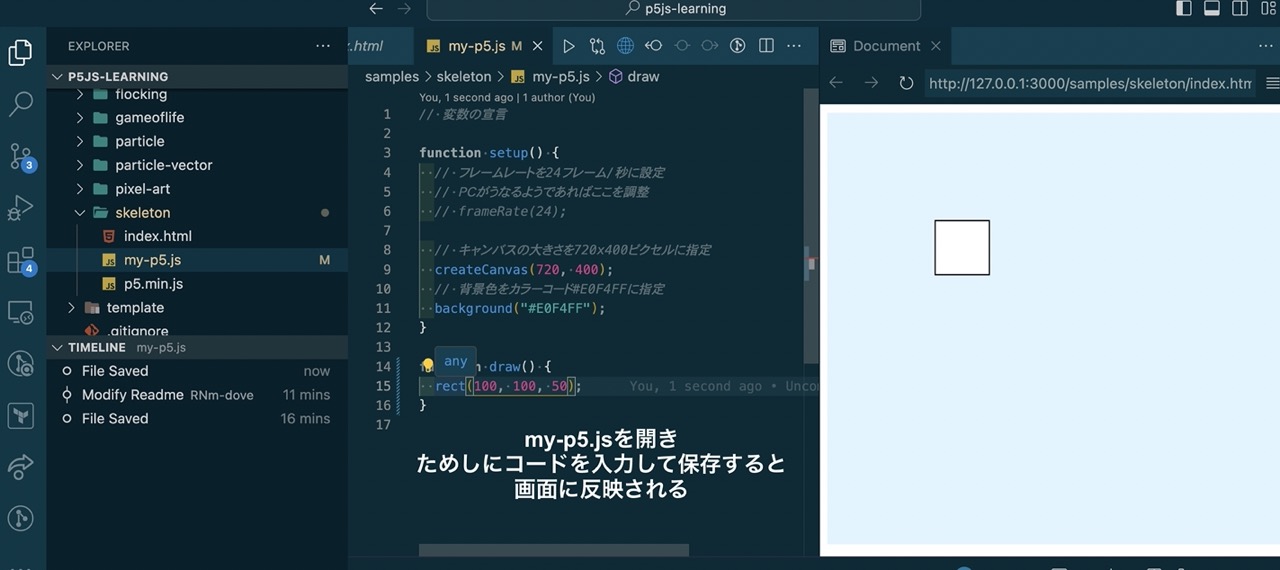 p5js-learning
EXPLORER
P5JS-LEARNING
flocking
gameoflife
particle
particle-vector
pixel-art
skeleton
index.html
my-p5.js M
p5.min.js
template
.gitignore
TIMELINE my-p5.js
File Saved now
Modify Readme RNm-dove 11 mins
File Saved 16 mins
3
4
.html
my-p5.js M
samples > skeleton > my-p5.js > draw
You, 1 second ago | 1 author (You)
1 // 変数の宣言
2
3 function setup() {
4 // フレームレートを24フレーム/秒に設定
5 // PCがうなるようであればここを調整
6 // frameRate(24);
7
8 // キャンバスの大きさを720x400ピクセルに指定
9 createCanvas(720, 400);
10 // 背景色をカラーコード#E0F4FFに指定
11 background("#E0F4FF");
12 }
13
any
14 n draw() {
15 rect(100, 100, 50); You, 1 second ago • Uncom
16 }
17
my-p5.jsを開き
ためしにコードを入力して保存すると
画面に反映される
Document
http://127.0.0.1:3000/samples/skeleton/index.htm